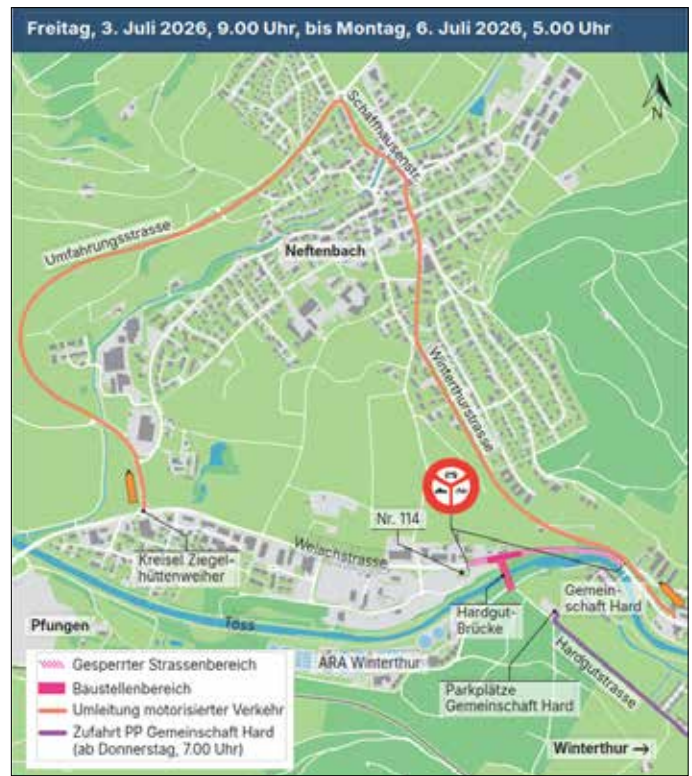 Freitag, 3. Juli 2026, 9.00 Uhr, bis Montag, 6. Juli 2026, 5.00 Uhr
N
Schaffhauserstr.
Umfahrungsstrasse
Neftenbach
Winterthurstrasse
Nr. 114
Weiachstrasse
Kreisel Ziegel-
hüttenweiher
Gemein-
schaft Hard
Hardgut-
Brücke
Pfungen
Töss
ARA Winterthur
Hardgutstrasse
Parkplätze
Gemeinschaft Hard
Winterthur →
Gesperrter Strassenbereich
Baustellenbereich
Umleitung motorisierter Verkehr
Zufahrt PP Gemeinschaft Hard
(ab Donnerstag, 7.00 Uhr)